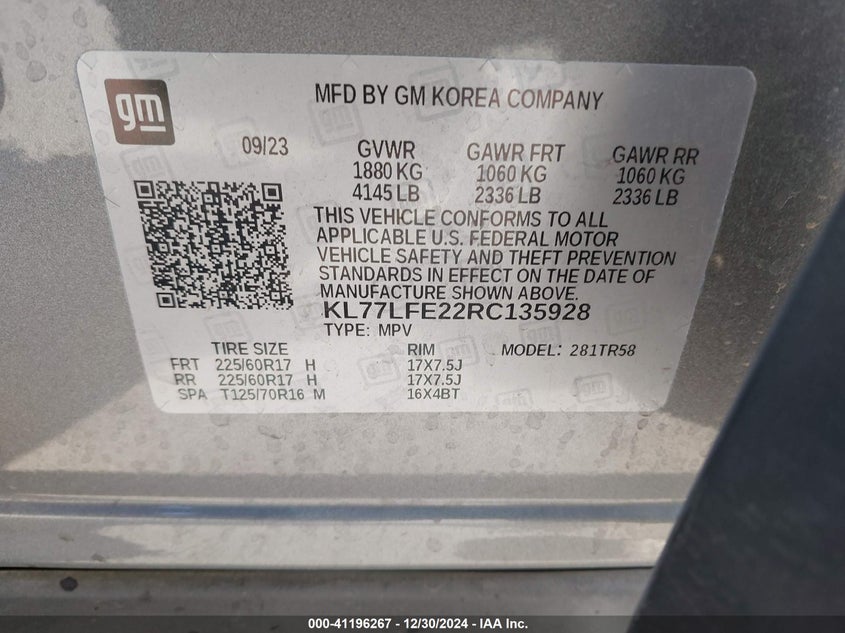 gm
MFD BY GM KOREA COMPANY
09/23
GVWR GAWR FRT GAWR RR
1880 KG 1060 KG 1060 KG
4145 LB 2336 LB 2336 LB
THIS VEHICLE CONFORMS TO ALL
APPLICABLE U.S. FEDERAL MOTOR
VEHICLE SAFETY AND THEFT PREVENTION
STANDARDS IN EFFECT ON THE DATE OF
MANUFACTURE SHOWN ABOVE.
KL77LFE22RC135928
TYPE: MPV
TIRE SIZE RIM MODEL: 281TR58
FRT 225/60R17 H 17X7.5J
RR 225/60R17 H 17X7.5J
SPA T125/70R16 M 16X4BT
000-41196267 - 12/30/2024 - IAA Inc.